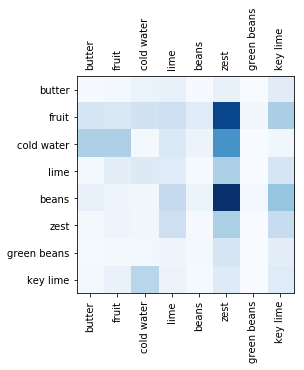 butter fruit cold water lime beans zest green beans key lime
butter
fruit
cold water
lime
beans
zest
green beans
key lime
butter fruit cold water lime beans zest green beans key lime